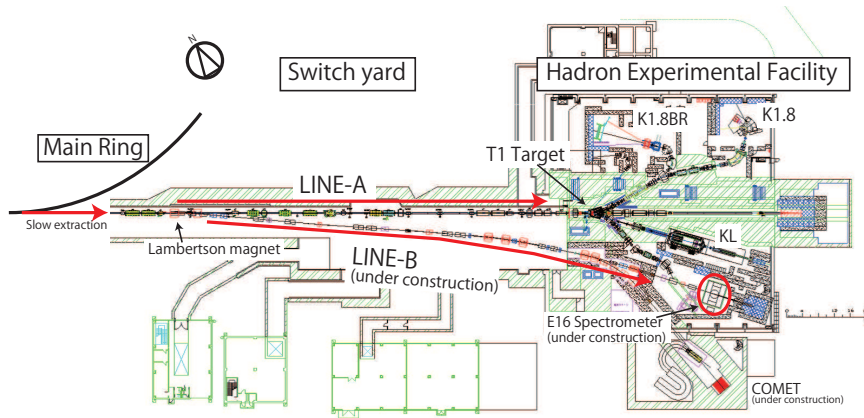 N
Switch yard
Hadron Experimental Facility
Main Ring
K1.8BR
K1.8
T1 Target
LINE-A
Slow extraction
Lambertson magnet
KL
LINE-B
(under construction)
E16 Spectrometer
(under construction)
COMET
(under construction)